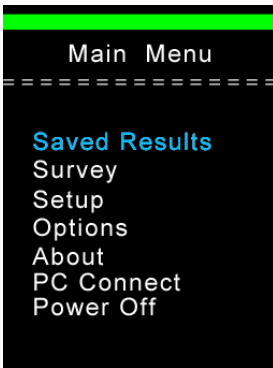 Main Menu
===============
Saved Results
Survey
Setup
Options
About
PC Connect
Power Off